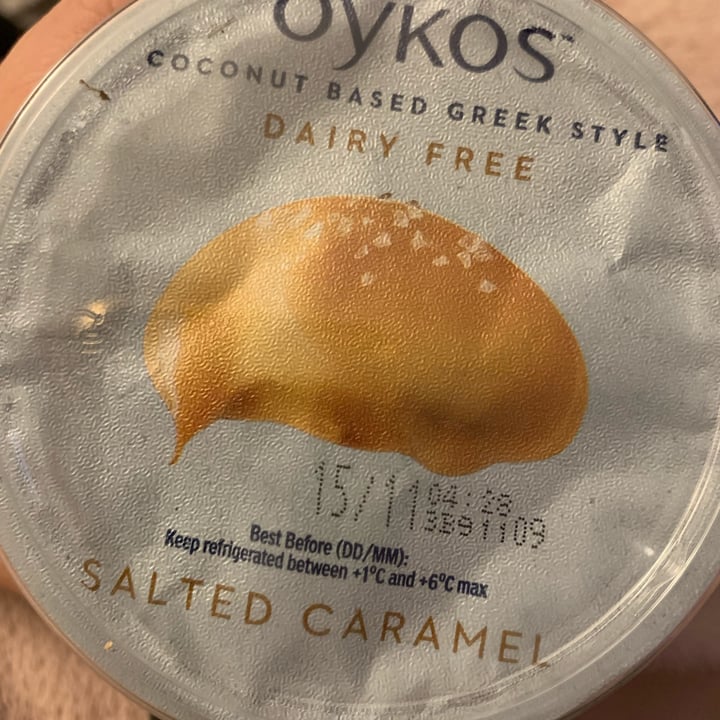 OYKOS™
COCONUT BASED GREEK STYLE
DAIRY FREE
15/11 04:28
3B91109
Best Before (DD/MM):
Keep refrigerated between +1°C and +6°C max
SALTED CARAMEL